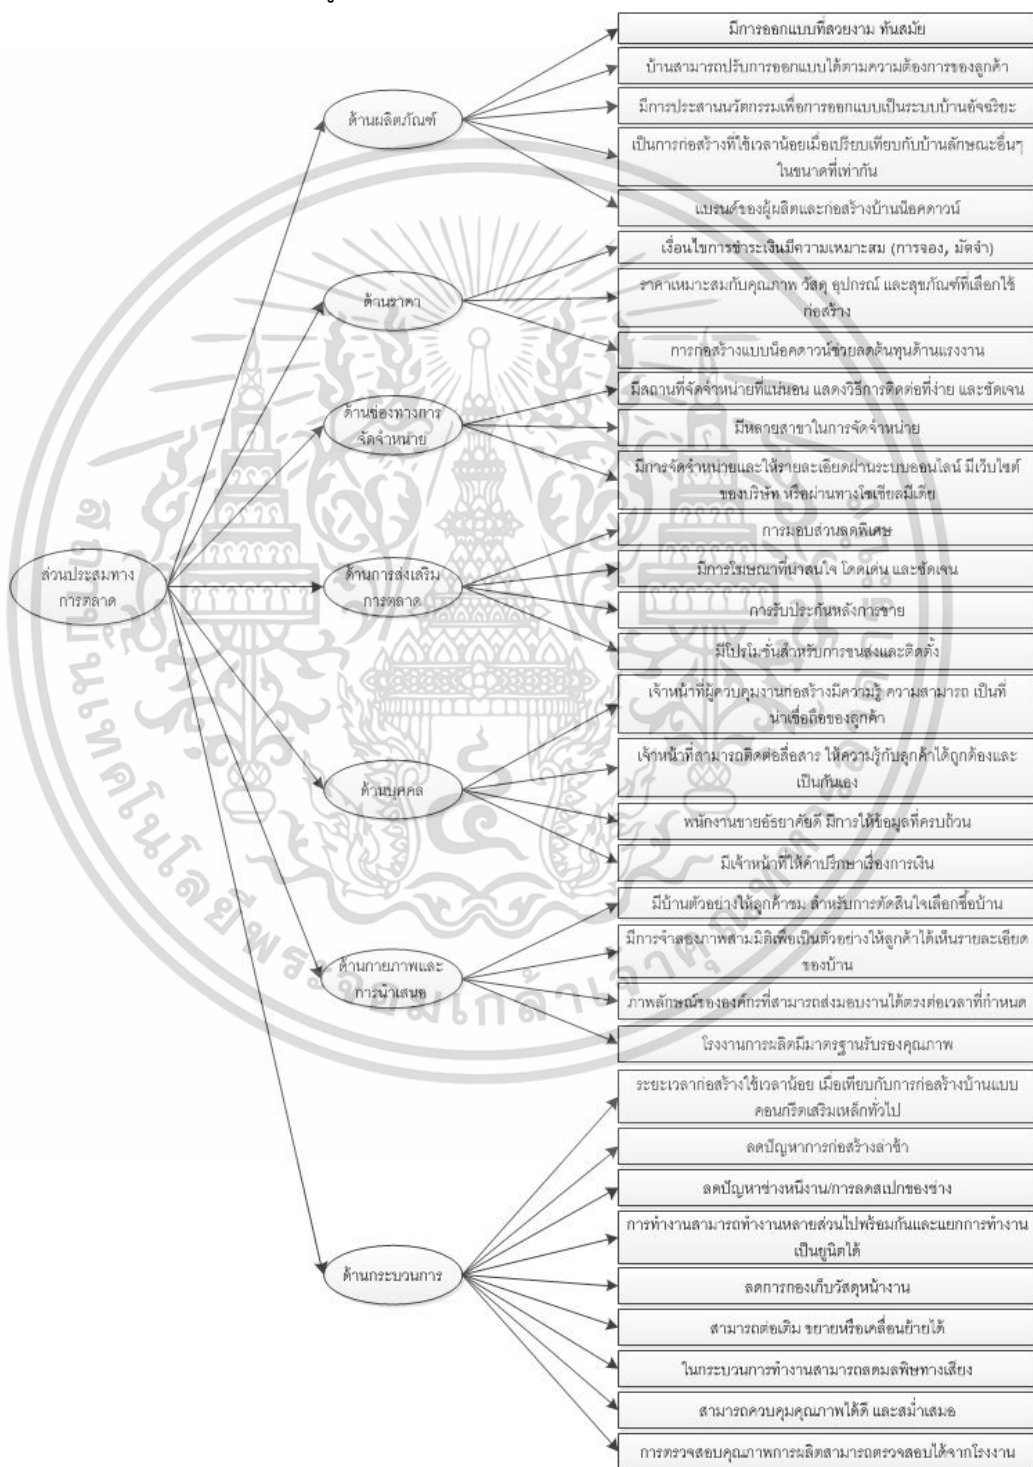 มีการออกแบบที่สวยงาม ทันสมัย
บ้านสามารถปรับการออกแบบได้ตามความต้องการของลูกค้า
ด้านผลิตภัณฑ์
มีการประสานนวัตกรรมเพื่อการออกแบบเป็นระบบบ้านอัจฉริยะ
เป็นการก่อสร้างที่ใช้เวลาน้อยเมื่อเปรียบเทียบกับบ้านลักษณะอื่นๆ
ในขนาดที่เท่ากัน
แบรนด์ของผู้ผลิตและก่อสร้างบ้านน็อคดาวน์
เงื่อนไขการชำระเงินมีความเหมาะสม (การจอง, มัดจำ)
ด้านราคา
ราคาเหมาะสมกับคุณภาพ วัสดุ อุปกรณ์ และสุขภัณฑ์ที่เลือกใช้
ก่อสร้าง
การก่อสร้างแบบน็อคดาวน์ช่วยลดต้นทุนด้านแรงงาน
มีสถานที่จัดจำหน่ายที่แน่นอน แสดงวิธีการติดต่อที่ง่าย และชัดเจน
ด้านช่องทางการ
จัดจำหน่าย
มีหลายสาขาในการจัดจำหน่าย
มีการจัดจำหน่ายและให้รายละเอียดผ่านระบบออนไลน์ มีเว็บไซต์
ของบริษัท หรือผ่านทางโซเชียลมีเดีย
การมอบส่วนลดพิเศษ
ส่วนประสมทาง
การตลาด
ด้านการส่งเสริม
การตลาด
มีการโฆษณาที่น่าสนใจ โดดเด่น และชัดเจน
การรับประกันหลังการขาย
มีโปรโมชั่นสำหรับการขนส่งและติดตั้ง
เจ้าหน้าที่ผู้ควบคุมงานก่อสร้างมีความรู้ ความสามารถ เป็นที่
น่าเชื่อถือของลูกค้า
ด้านบุคคล
เจ้าหน้าที่สามารถติดต่อสื่อสาร ให้ความรู้กับลูกค้าได้ถูกต้องและ
เป็นกันเอง
พนักงานขายอัธยาศัยดี มีการให้ข้อมูลที่ครบถ้วน
มีเจ้าหน้าที่ให้คำปรึกษาเรื่องการเงิน
มีบ้านตัวอย่างให้ลูกค้าชม สำหรับการตัดสินใจเลือกซื้อบ้าน
ด้านกายภาพและ
การนำเสนอ
มีการจำลองภาพสามมิติเพื่อเป็นตัวอย่างให้ลูกค้าได้เห็นรายละเอียด
ของบ้าน
ภาพลักษณ์ขององค์กรที่สามารถส่งมอบงานได้ตรงต่อเวลาที่กำหนด
โรงงานการผลิตมีมาตรฐานรับรองคุณภาพ
ระยะเวลาก่อสร้างใช้เวลาน้อย เมื่อเทียบกับการก่อสร้างบ้านแบบ
คอนกรีตเสริมเหล็กทั่วไป
ลดปัญหาการก่อสร้างล่าช้า
ลดปัญหาช่างหนีงาน/การลดสเปกของช่าง
การทำงานสามารถทำงานหลายส่วนไปพร้อมกันและแยกการทำงาน
เป็นยูนิตได้
ด้านกระบวนการ
ลดการกองเก็บวัสดุหน้างาน
สามารถต่อเติม ขยายหรือเคลื่อนย้ายได้
ในกระบวนการทำงานสามารถลดมลพิษทางเสียง
สามารถควบคุมคุณภาพได้ดี และสม่ำเสมอ
การตรวจสอบคุณภาพการผลิตสามารถตรวจสอบได้จากโรงงาน
สถาบันเทคโนโลยีพระจอมเกล้าเจ้าคุณทหารลาดกระบัง